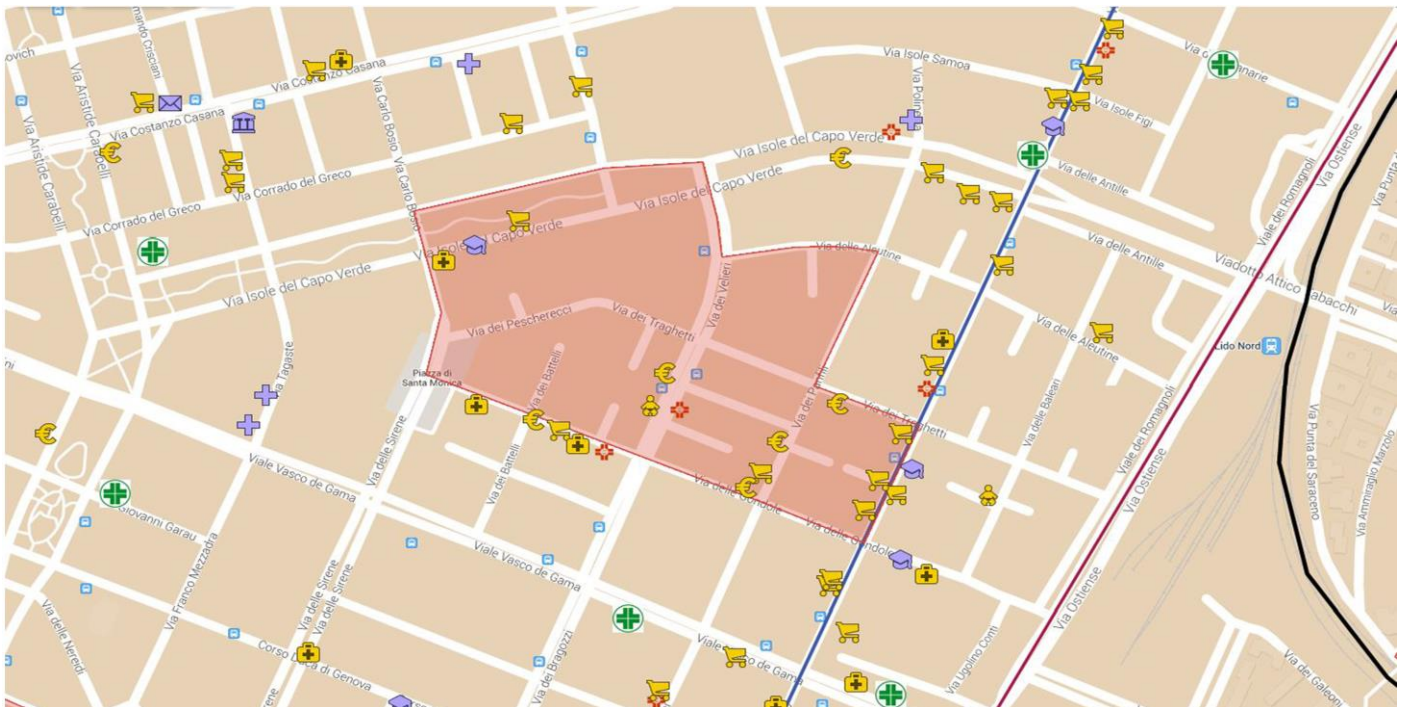 Via Costanzo Casana
Via Isole Samoa
Via Isole Figi
Via Costanzo Casana
Via Aristide Carabelli
Via Aristide Carabelli
Via Carlo Bosio
Via Carlo Bosio
Via Isole del Capo Verde
Via Isole del Capo Verde
Via delle Antille
Via Corrado del Greco
Via Corrado del Greco
Via Isole del Capo Verde
Via Isole del Capo Verde
Via delle Aleutine
Via delle Antille
Viale dei Romagnoli
Via Ostiense
Viadotto Attico Tabacchi
Via dei Pescherecci
Via dei Traghetti
Via dei Velieri
Via delle Aleutine
Lido Nord
Piazza di
Santa Monica
Via dei Battelli
Via dei Traghetti
Via delle Baleari
Viale dei Romagnoli
Via Punta del Saraceno
Via Ammiraglio Marzolo
Via delle Sirene
Viale Vasco de Gama
Via dei Battelli
Via delle Gondole
Via delle Gondole
Via Ostiense
Giovanni Garau
Via Franco Mezzadra
Viale Vasco de Gama
Via delle Sirene
Via delle Sirene
Via Ostiense
Via delle Nereidi
Corso Duca di Genova
Via dei Bragozzi
Viale Vasco de Gama
Via Ugolino Conti
Via dei Galeoni